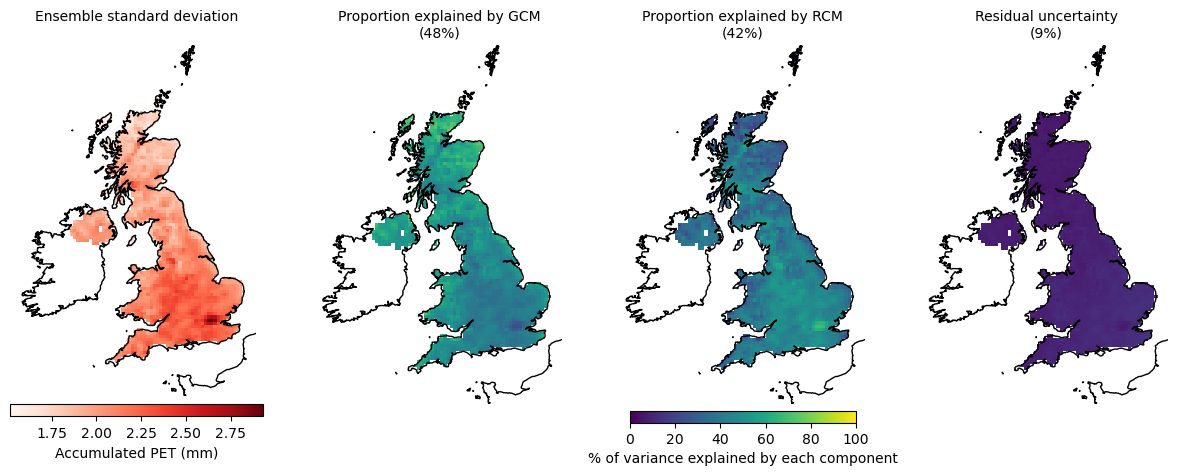 Ensemble standard deviation
Proportion explained by GCM
(48%)
Proportion explained by RCM
(42%)
Residual uncertainty
(9%)
1.75 2.00 2.25 2.50 2.75
Accumulated PET (mm)
0 20 40 60 80 100
% of variance explained by each component